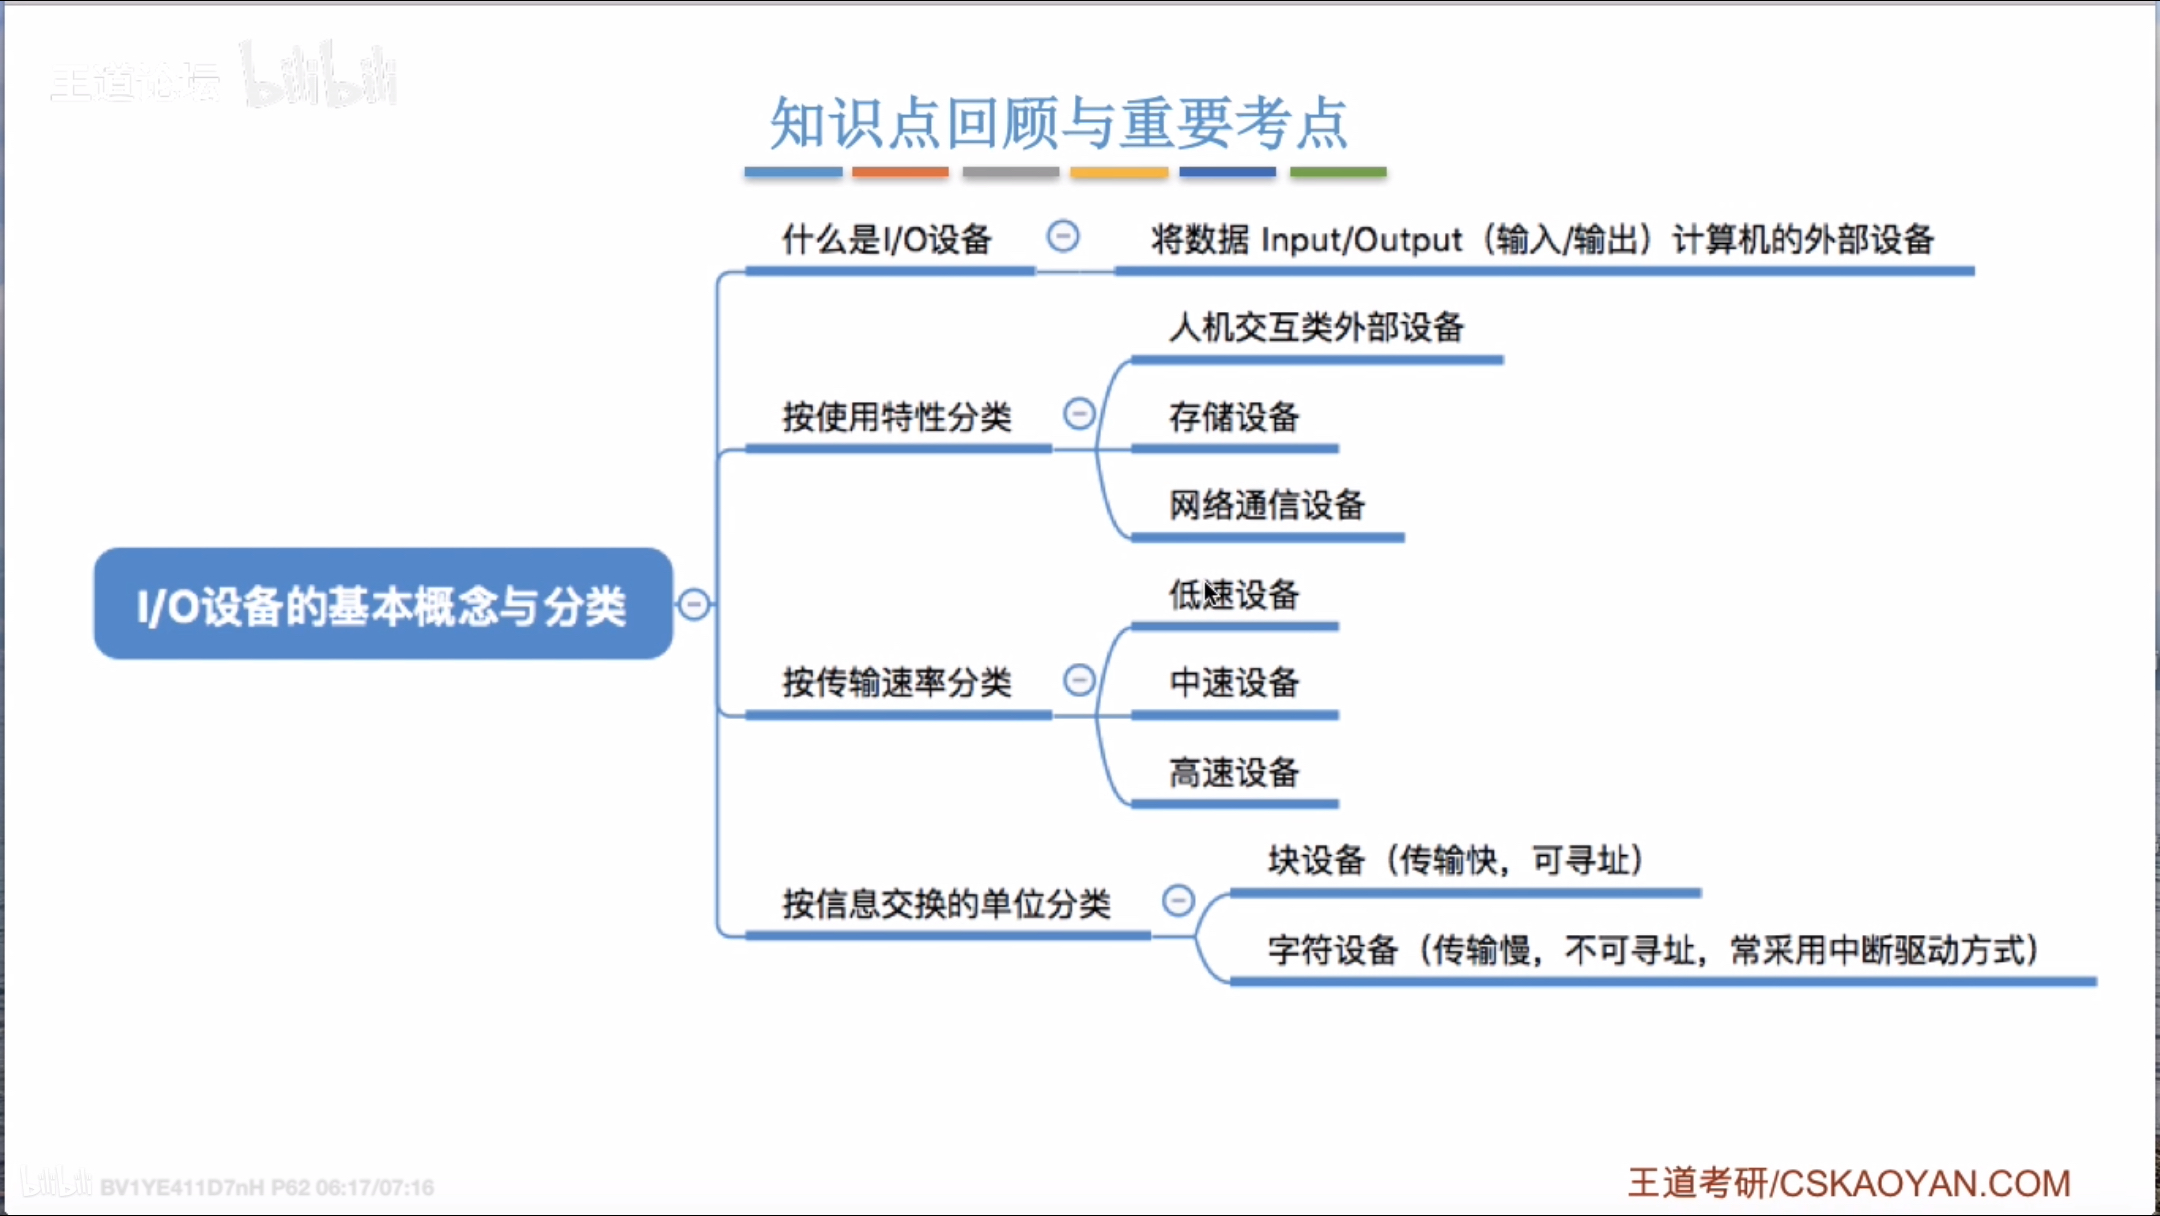 王道论坛 bilibili
知识点回顾与重要考点
什么是I/O设备
将数据 Input/Output（输入/输出）计算机的外部设备
人机交互类外部设备
按使用特性分类
存储设备
网络通信设备
I/O设备的基本概念与分类
低速设备
按传输速率分类
中速设备
高速设备
块设备（传输快，可寻址）
按信息交换的单位分类
字符设备（传输慢，不可寻址，常采用中断驱动方式）
bilibili BV1YE411D7nH P62 06:17/07:16
王道考研/CSKAOYAN.COM